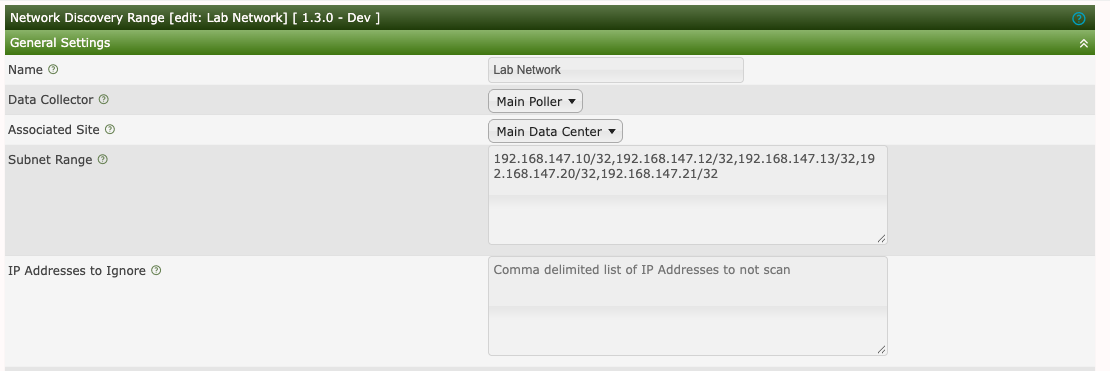 Network Discovery Range [edit: Lab Network] [ 1.3.0 - Dev ]
General Settings
Name
Lab Network
Data Collector
Main Poller
Associated Site
Main Data Center
Subnet Range
192.168.147.10/32,192.168.147.12/32,192.168.147.13/32,19
2.168.147.20/32,192.168.147.21/32
IP Addresses to Ignore
Comma delimited list of IP Addresses to not scan